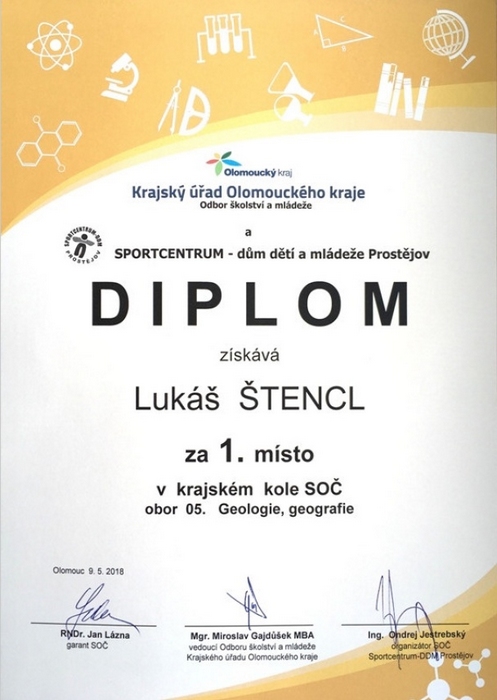 Olomoucký kraj
Krajský úřad Olomouckého kraje
Odbor školství a mládeže
a
SPORTCENTRUM-DDM
PROSTĚJOV
SPORTCENTRUM - dům dětí a mládeže Prostějov
DIPLOM
získává
Lukáš ŠTENCL
za 1. místo
v krajském kole SOČ
obor 05. Geologie, geografie
Olomouc 9. 5. 2018
RNDr. Jan Lázna
garant SOČ
Mgr. Miroslav Gajdůšek MBA
vedoucí Odboru školství a mládeže
Krajského úřadu Olomouckého kraje
Ing. Ondrej Jestrebský
organizátor SOČ
Sportcentrum-DDM Prostějov